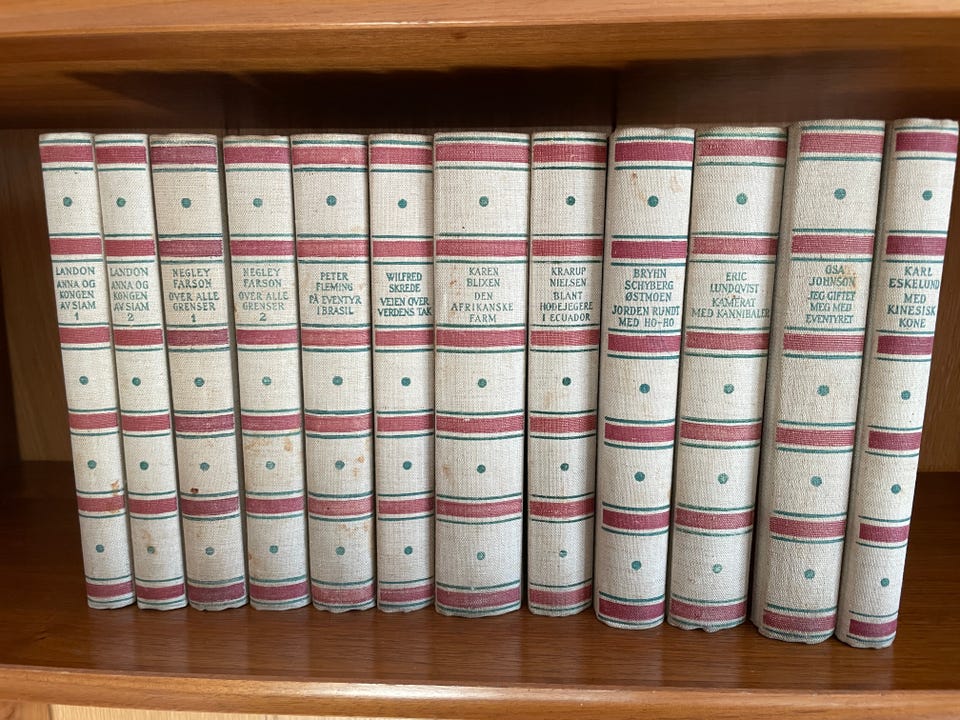 LANDON
ANNA OG
KONGEN
AV SIAM
1
LANDON
ANNA OG
KONGEN
AV SIAM
2
NEGLEY
FARSON
OVER ALLE
GRENSER
1
NEGLEY
FARSON
OVER ALLE
GRENSER
2
PETER
FLEMING
PÅ EVENTYR
I BRASIL
WILFRED
SKREDE
VEIEN OVER
VERDENS TAK
KAREN
BLIXEN
DEN
AFRIKANSKE
FARM
KRARUP
NIELSEN
BLANT
HODEJEGERE
I ECUADOR
BRYHN
SCHYBERG
ØSTMOEN
JORDEN RUNDT
MED HO-HO
ERIC
LUNDQVIST
KAMERAT
MED KANNIBALER
OSA
JOHNSON
JEG GIFTET
MEG MED
EVENTYRET
KARL
ESKELUND
MED
KINESISK
KONE